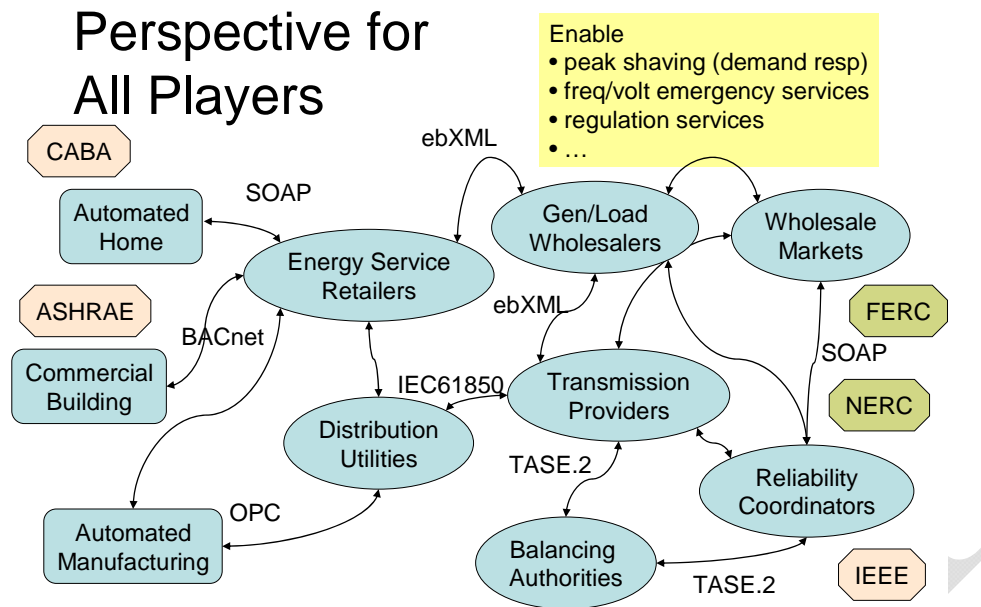 Perspective for
All Players
Enable
• peak shaving (demand resp)
• freq/volt emergency services
• regulation services
• …
CABA
ebXML
SOAP
Automated
Home
Gen/Load
Wholesalers
Wholesale
Markets
Energy Service
Retailers
ASHRAE
ebXML
FERC
BACnet
SOAP
Commercial
Building
IEC61850
Transmission
Providers
NERC
Distribution
Utilities
TASE.2
Reliability
Coordinators
OPC
Automated
Manufacturing
Balancing
Authorities
TASE.2
IEEE